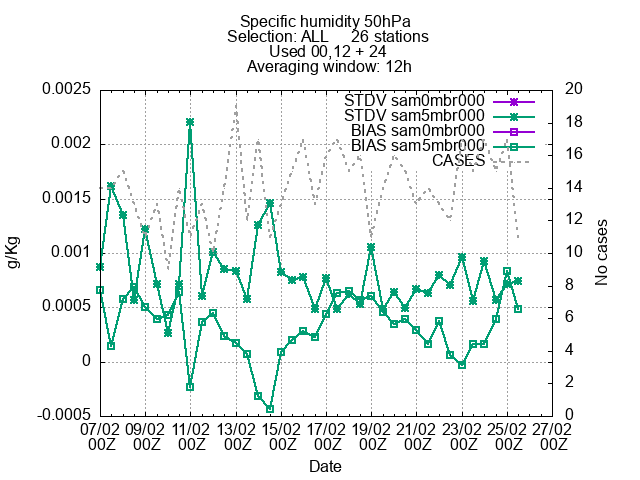 Specific humidity 50hPa
Selection: ALL     26 stations
Used 00,12 + 24
Averaging window: 12h
STDV sam0mbr000
STDV sam5mbr000
BIAS sam0mbr000
BIAS sam5mbr000
CASES
0.0025
0.002
0.0015
0.001
0.0005
0
-0.0005
g/Kg
20
18
16
14
12
10
8
6
4
2
0
No cases
07/02 09/02 11/02 13/02 15/02 17/02 19/02 21/02 23/02 25/02 27/02
00Z 00Z 00Z 00Z 00Z 00Z 00Z 00Z 00Z 00Z 00Z
Date